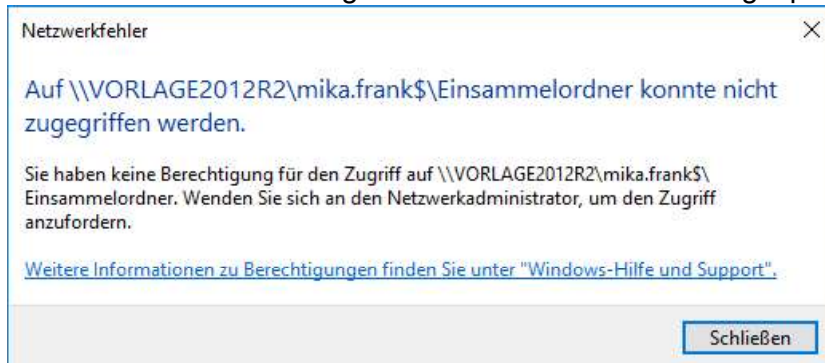 Netzwerkfehler
Auf \\VORLAGE2012R2\mika.frank$\Einsammelordner konnte nicht
zugegriffen werden.
Sie haben keine Berechtigung für den Zugriff auf \\VORLAGE2012R2\mika.frank$\
Einsammelordner. Wenden Sie sich an den Netzwerkadministrator, um den Zugriff
anzufordern.
Weitere Informationen zu Berechtigungen finden Sie unter "Windows-Hilfe und Support".
Schließen